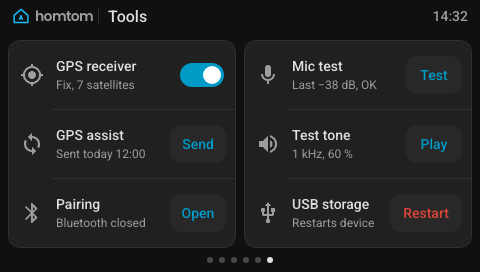 homtom
Tools
14:32
GPS receiver
Fix, 7 satellites
GPS assist
Sent today 12:00
Send
Pairing
Bluetooth closed
Open
Mic test
Last −38 dB, OK
Test
Test tone
1 kHz, 60 %
Play
USB storage
Restarts device
Restart